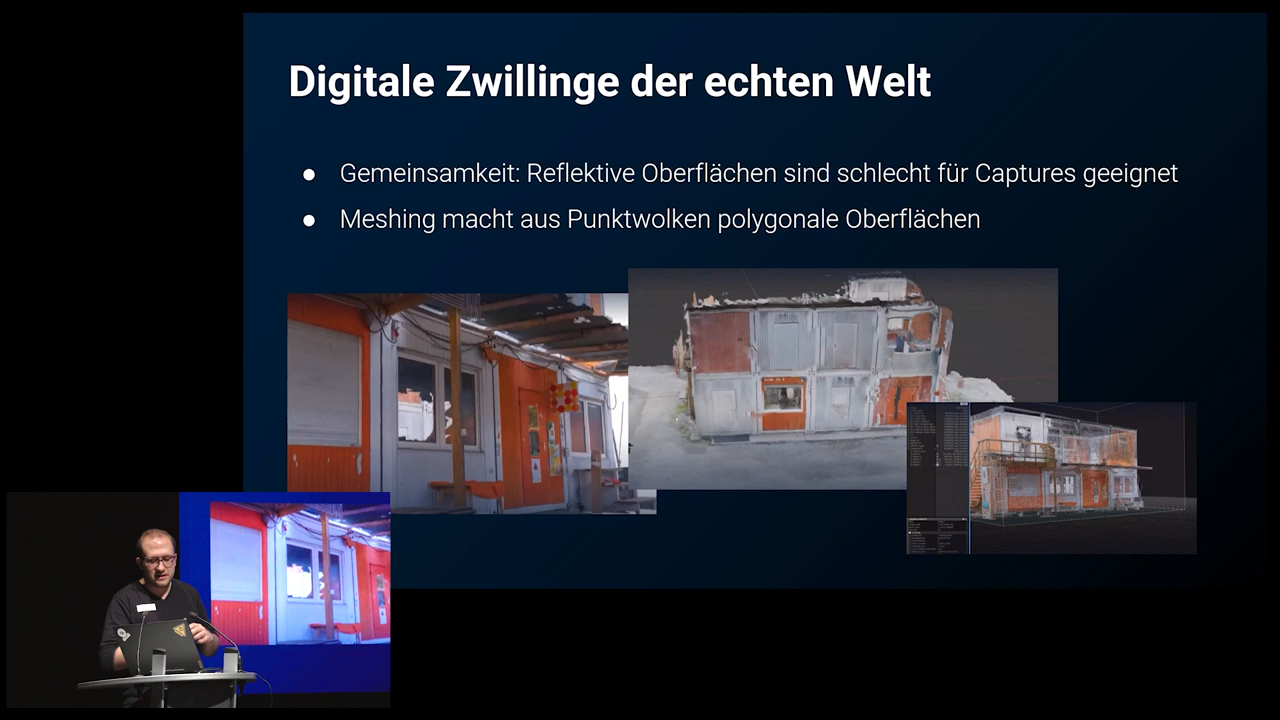 Digitale Zwillinge der echten Welt
● Gemeinsamkeit: Reflektive Oberflächen sind schlecht für Captures geeignet
● Meshing macht aus Punktwolken polygonale Oberflächen